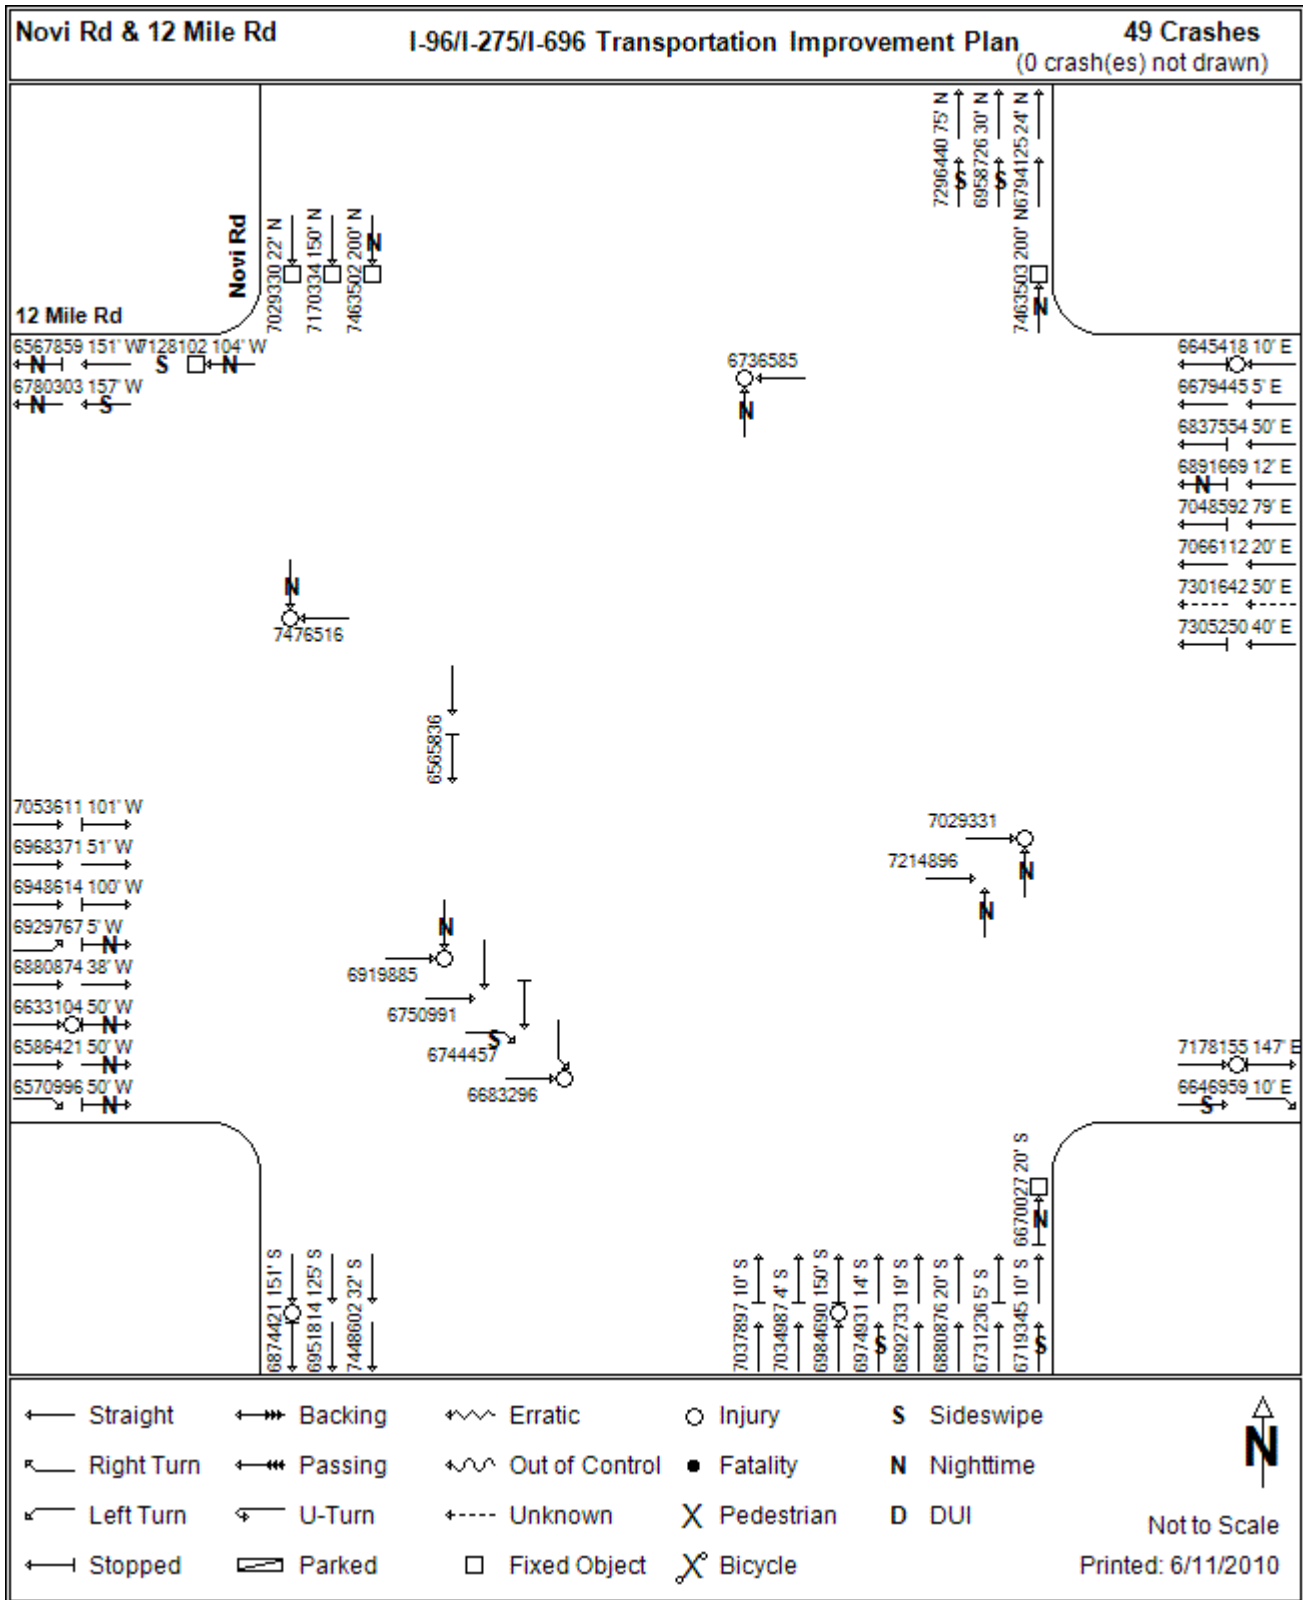 Novi Rd & 12 Mile Rd
I-96/I-275/I-696 Transportation Improvement Plan
49 Crashes
(0 crash(es) not drawn)
7296440 75' N
S
6958726 30' N
S
6794125 24' N
7463503 200' N
N
Novi Rd
7029330 22' N
7170334 150' N
7463502 200' N
N
12 Mile Rd
6567859 151' W
N
7128102 104' W
S
N
6780303 157' W
N
S
6736585
N
6645418 10' E
6679445 5' E
6837554 50' E
6891669 12' E
N
7048592 79' E
7066112 20' E
7301642 50' E
7305250 40' E
N
7476516
6565836
7053611 101' W
6968371 51' W
6948614 100' W
6929767 5' W
N
6880874 38' W
6633104 50' W
N
6586421 50' W
N
6570996 50' W
N
7029331
N
7214896
N
N
6919885
6750991
S
6744457
6683296
7178155 147' E
6646959 10' E
S
6670027 20' S
N
6874421 151' S
6951814 125' S
7448602 32' S
7037897 10' S
7034987 4' S
6984690 150' S
6974931 14' S
S
6892733 19' S
6880876 20' S
6731236 5' S
6719345 10' S
S
Straight
Backing
Erratic
Injury
S Sideswipe
Right Turn
Passing
Out of Control
Fatality
N Nighttime
N
Left Turn
U-Turn
Unknown
Pedestrian
D DUI
Not to Scale
Stopped
Parked
Fixed Object
Bicycle
Printed: 6/11/2010